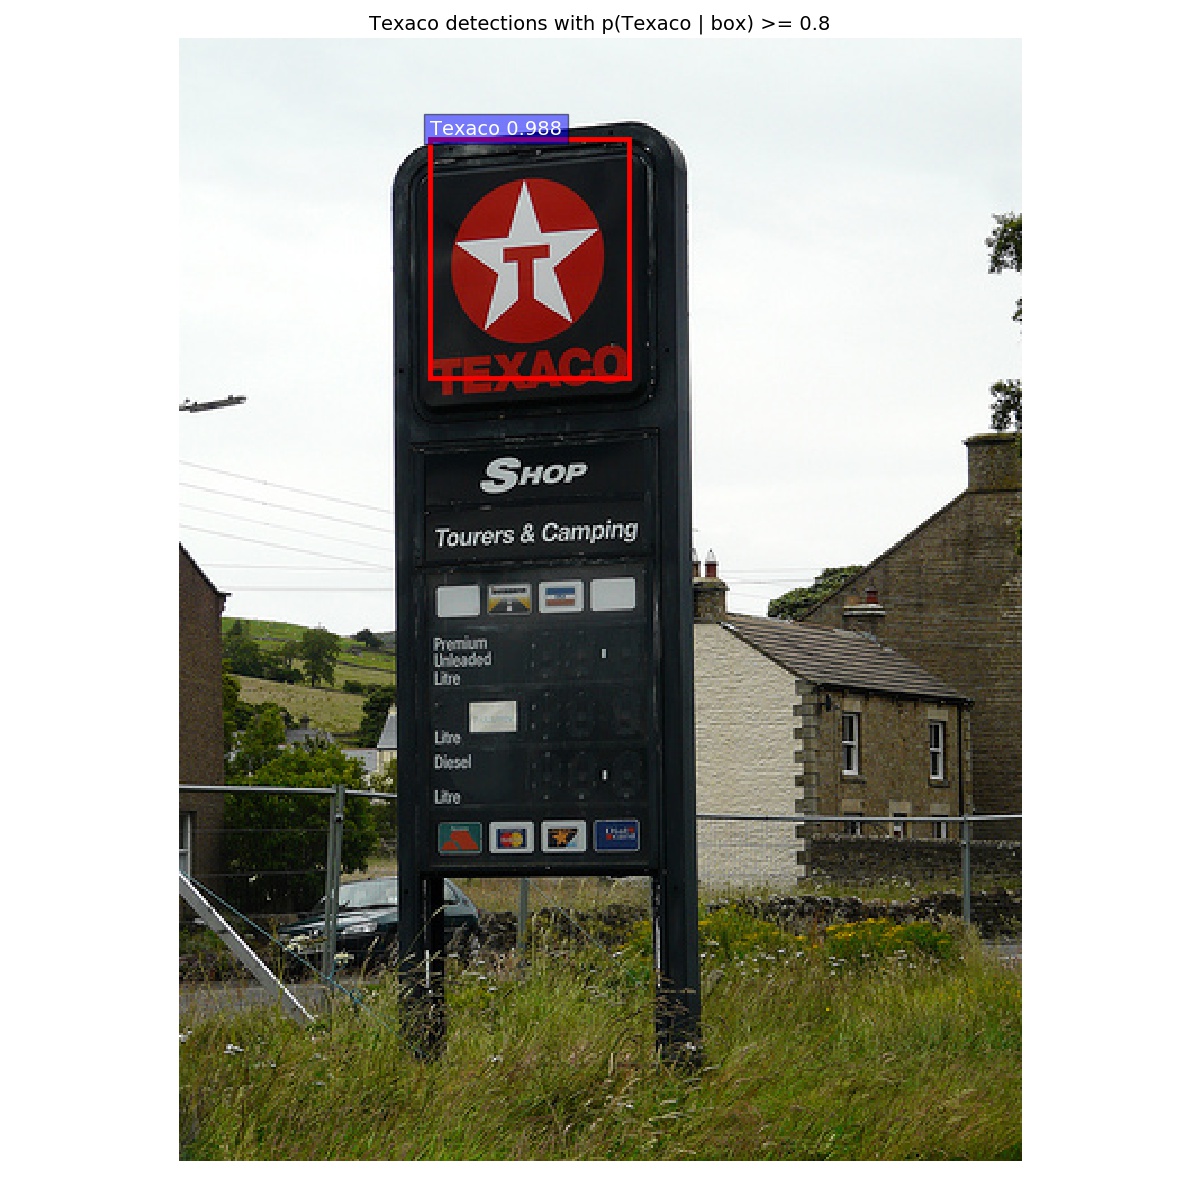 Texaco detections with p(Texaco | box) >= 0.8
Texaco 0.988
T
TEXACO
SHOP
Tourers & Camping
Premium
Unleaded
Litre
Litre
Diesel
Litre